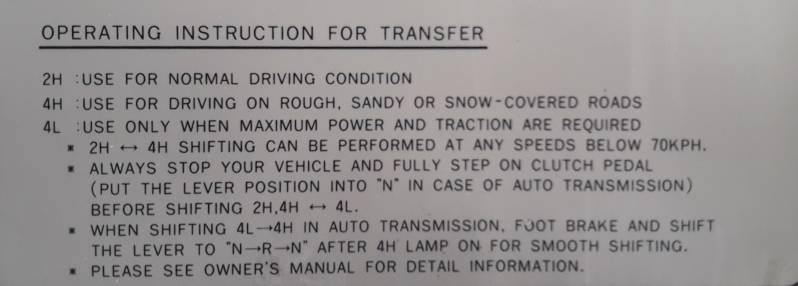 OPERATING INSTRUCTION FOR TRANSFER
2H :USE FOR NORMAL DRIVING CONDITION
4H :USE FOR DRIVING ON ROUGH, SANDY OR SNOW-COVERED ROADS
4L :USE ONLY WHEN MAXIMUM POWER AND TRACTION ARE REQUIRED
* 2H ↔ 4H SHIFTING CAN BE PERFORMED AT ANY SPEEDS BELOW 70KPH.
* ALWAYS STOP YOUR VEHICLE AND FULLY STEP ON CLUTCH PEDAL
(PUT THE LEVER POSITION INTO "N" IN CASE OF AUTO TRANSMISSION)
BEFORE SHIFTING 2H,4H ↔ 4L.
* WHEN SHIFTING 4L→4H IN AUTO TRANSMISSION, FOOT BRAKE AND SHIFT
THE LEVER TO "N→R→N" AFTER 4H LAMP ON FOR SMOOTH SHIFTING.
* PLEASE SEE OWNER'S MANUAL FOR DETAIL INFORMATION.